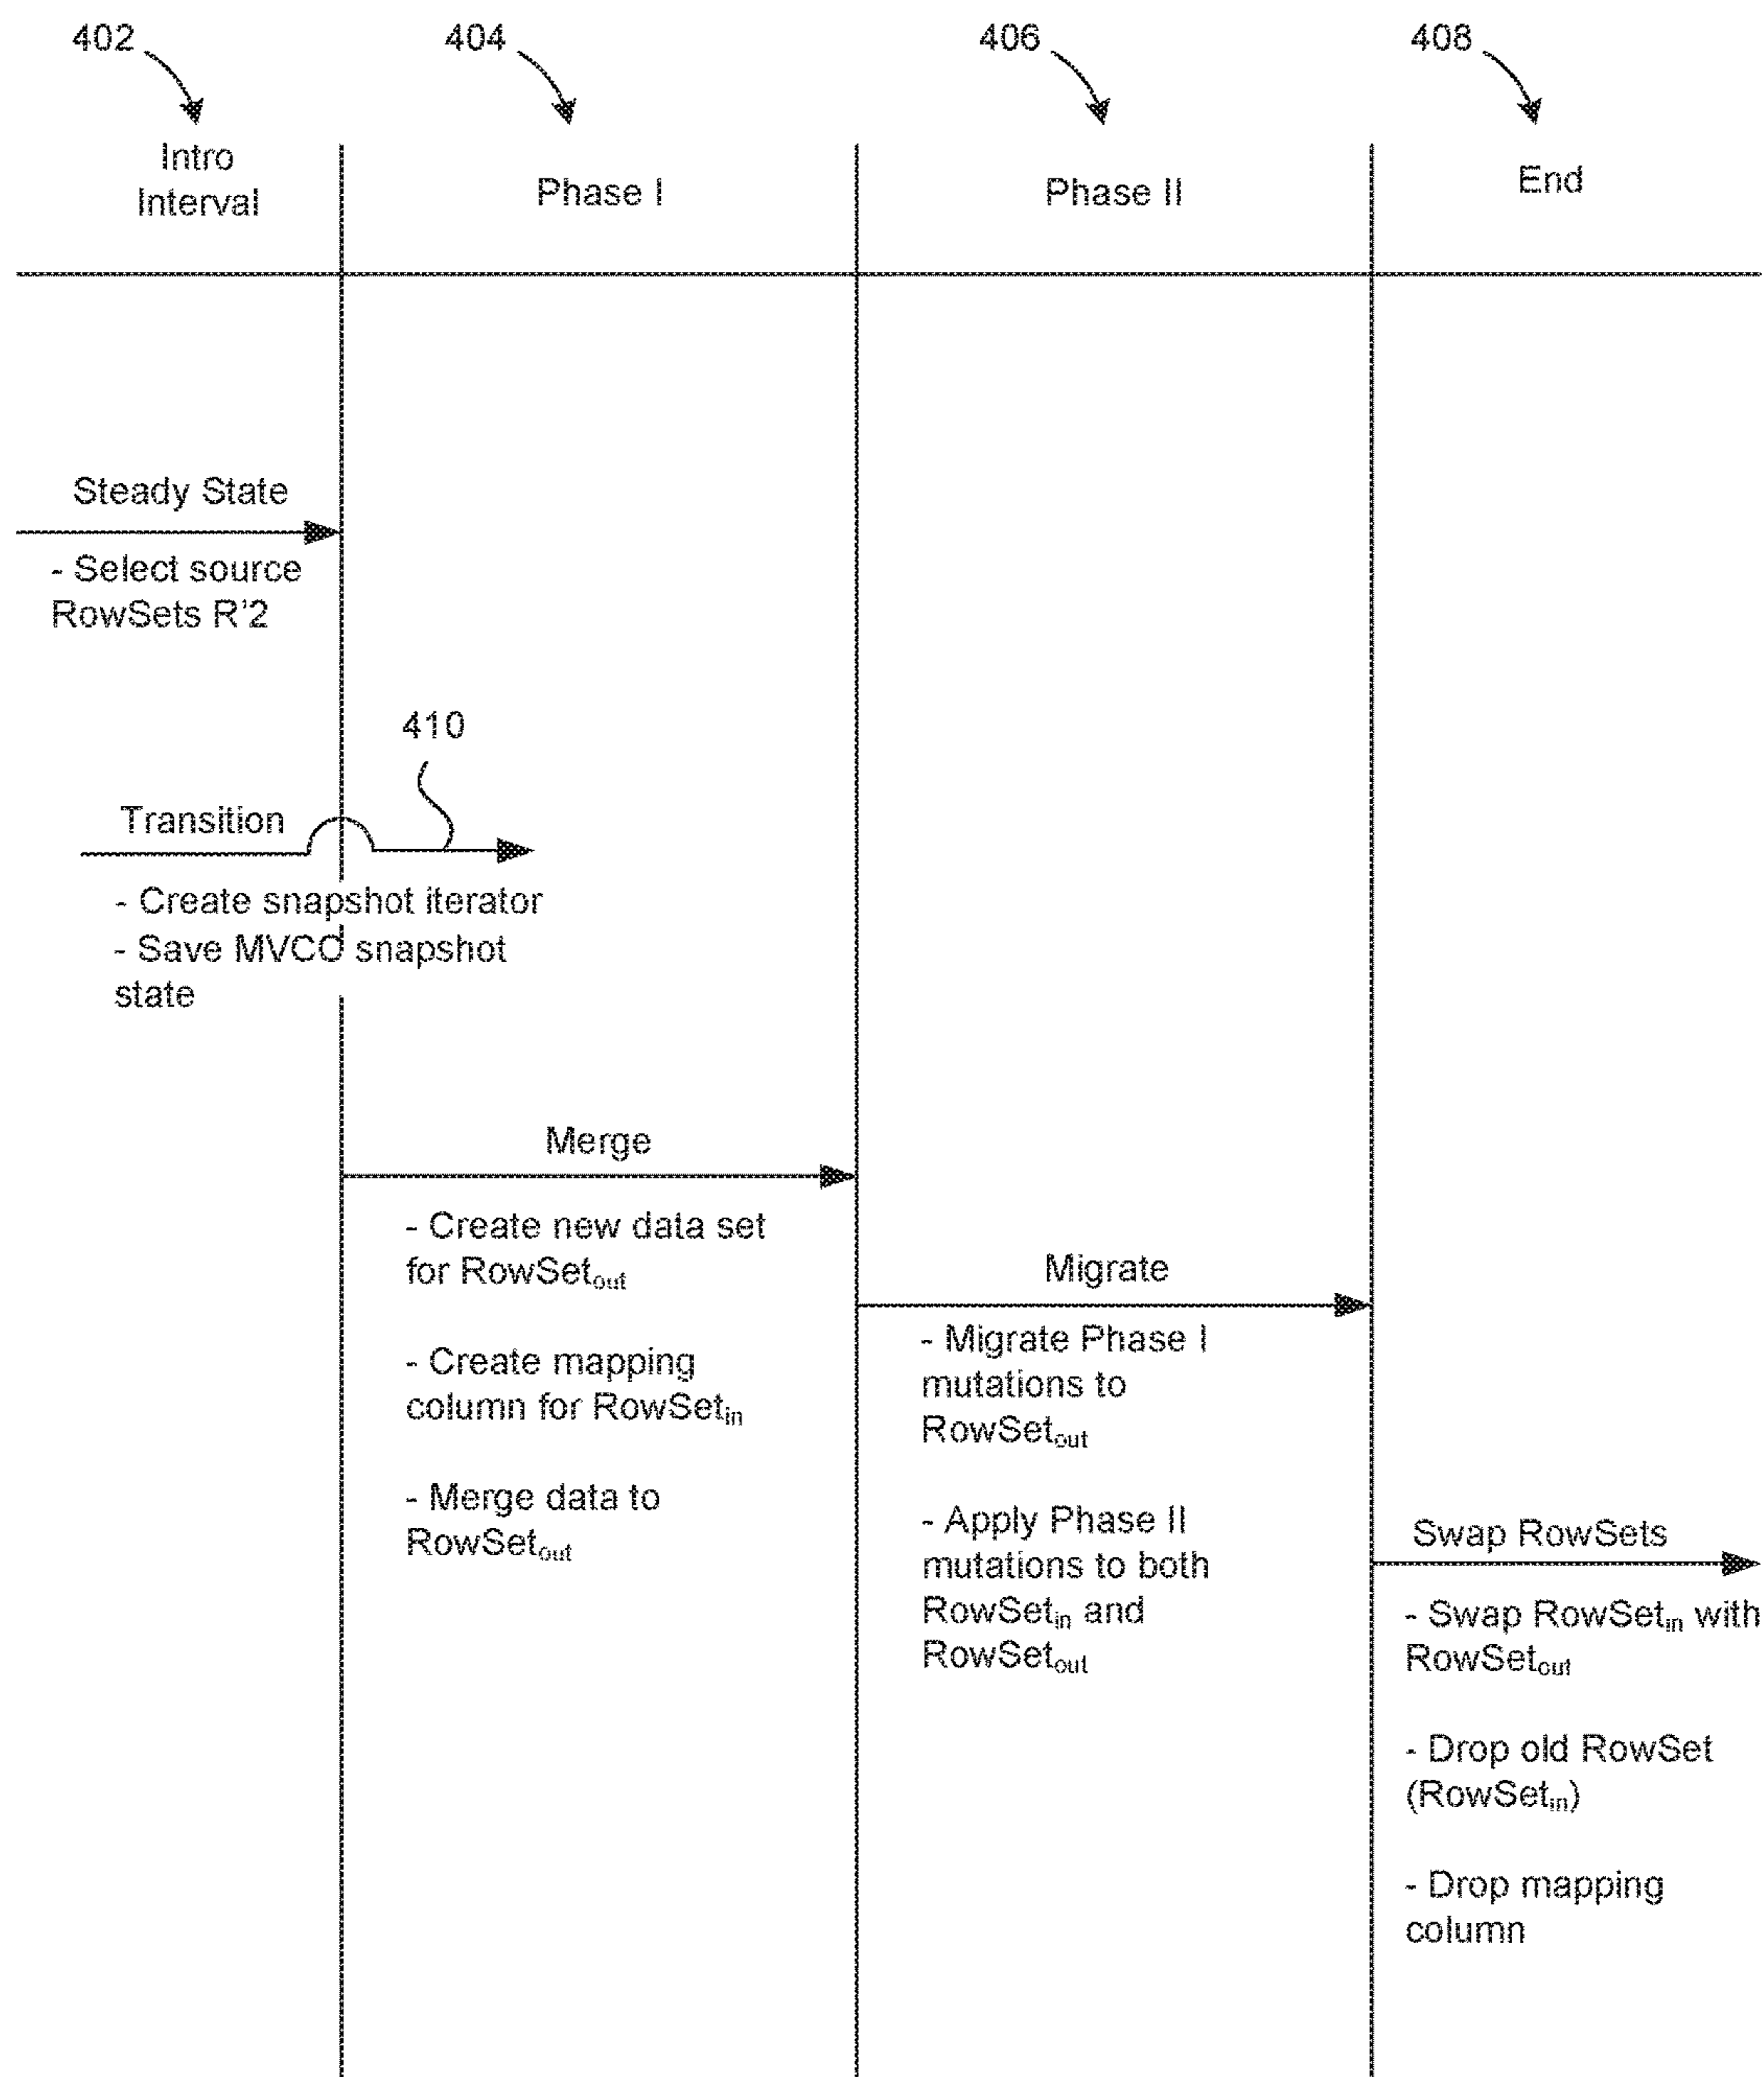 402
404
406
408
Intro
Interval
Phase I
Phase II
End
Steady State
- Select source
RowSets R'2
410
Transition
- Create snapshot iterator
- Save MVCO snapshot
state
Merge
- Create new data set
for RowSetout
- Create mapping
column for RowSetin
- Merge data to
RowSetout
Migrate
- Migrate Phase I
mutations to
RowSetout
- Apply Phase II
mutations to both
RowSetin and
RowSetout
Swap RowSets
- Swap RowSetin with
RowSetout
- Drop old RowSet
(RowSetin)
- Drop mapping
column